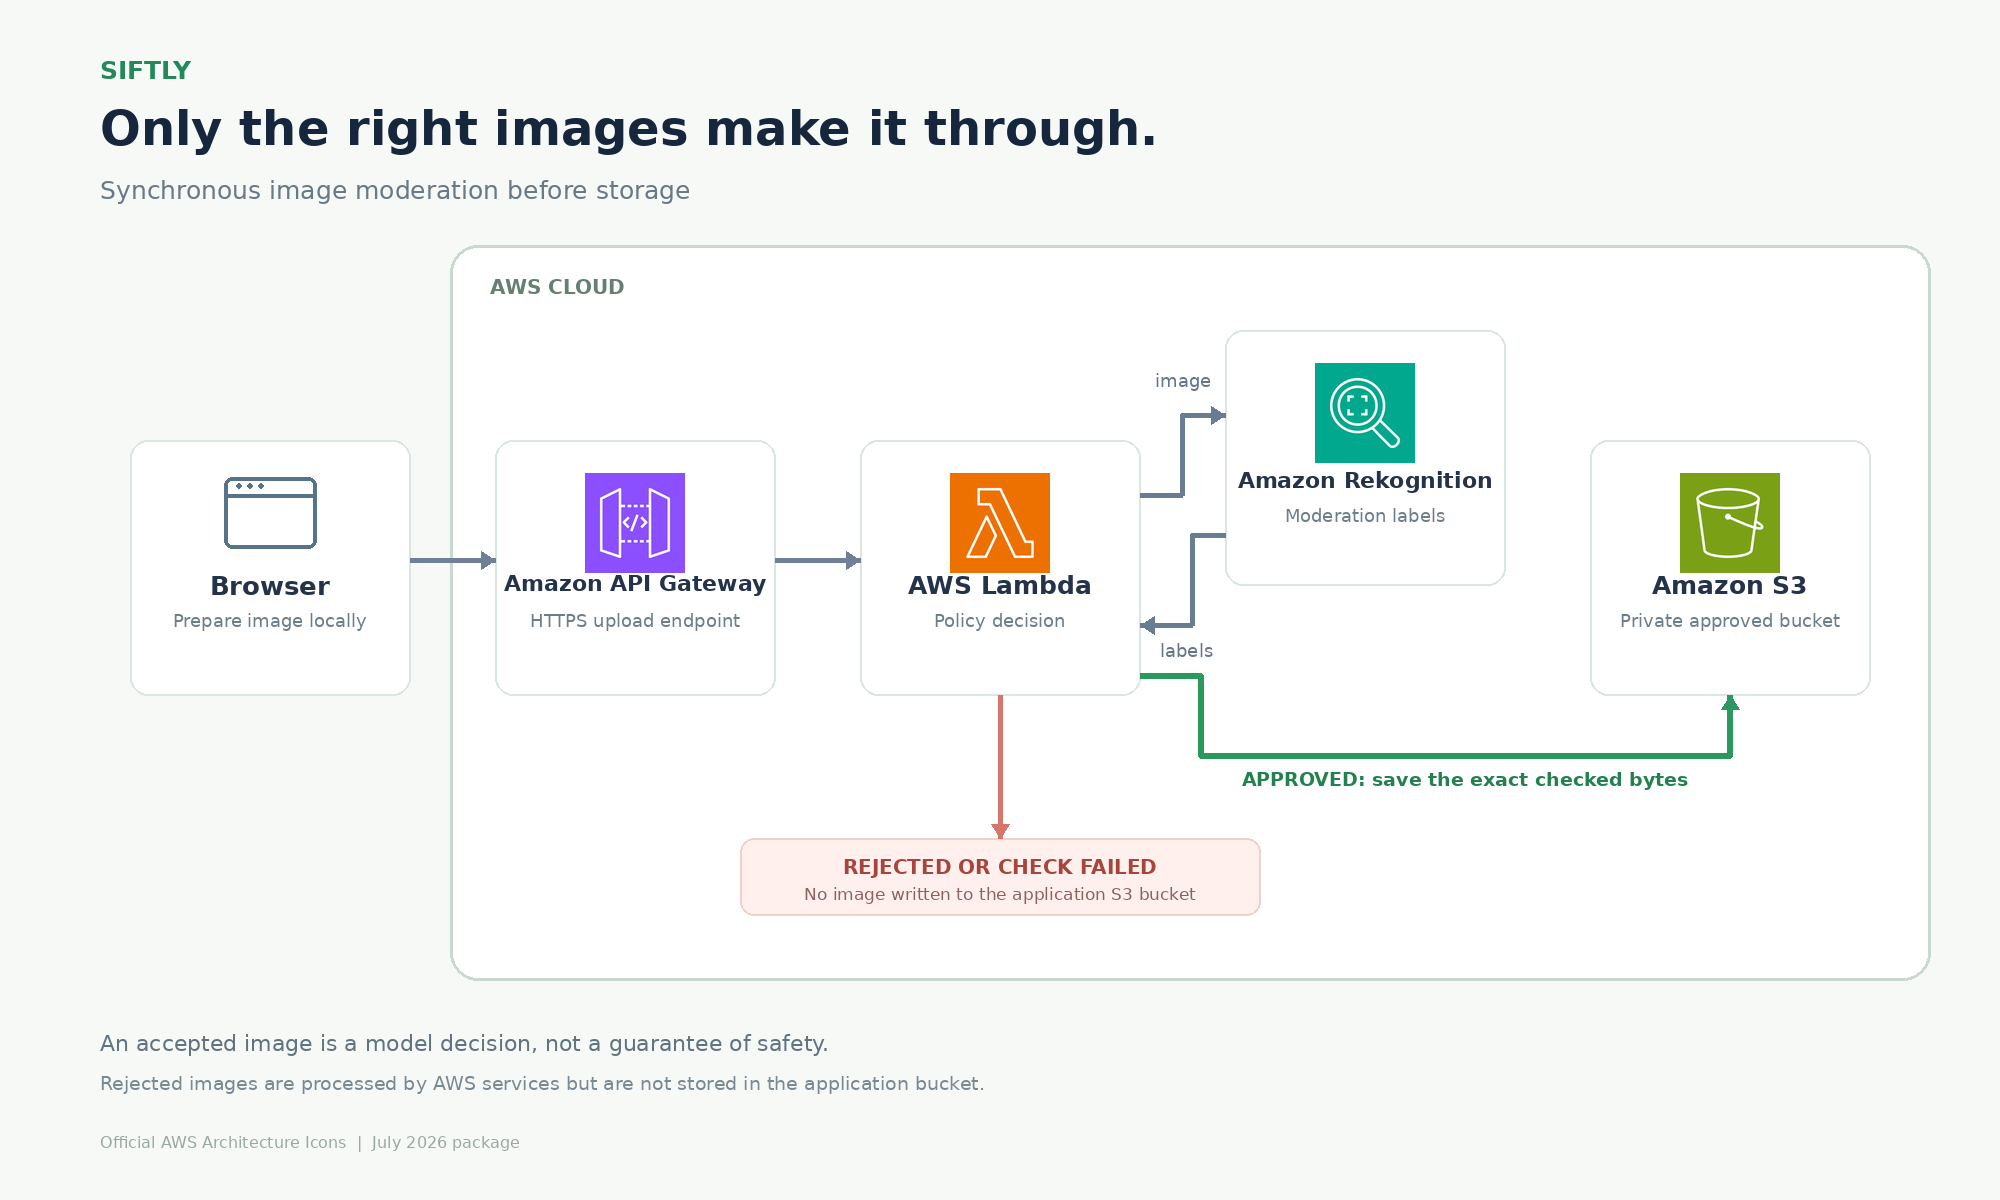 SIFTLY
Only the right images make it through.
Synchronous image moderation before storage
AWS CLOUD
Browser
Prepare image locally
Amazon API Gateway
HTTPS upload endpoint
AWS Lambda
Policy decision
image
labels
Amazon Rekognition
Moderation labels
Amazon S3
Private approved bucket
APPROVED: save the exact checked bytes
REJECTED OR CHECK FAILED
No image written to the application S3 bucket
An accepted image is a model decision, not a guarantee of safety.
Rejected images are processed by AWS services but are not stored in the application bucket.
Official AWS Architecture Icons | July 2026 package